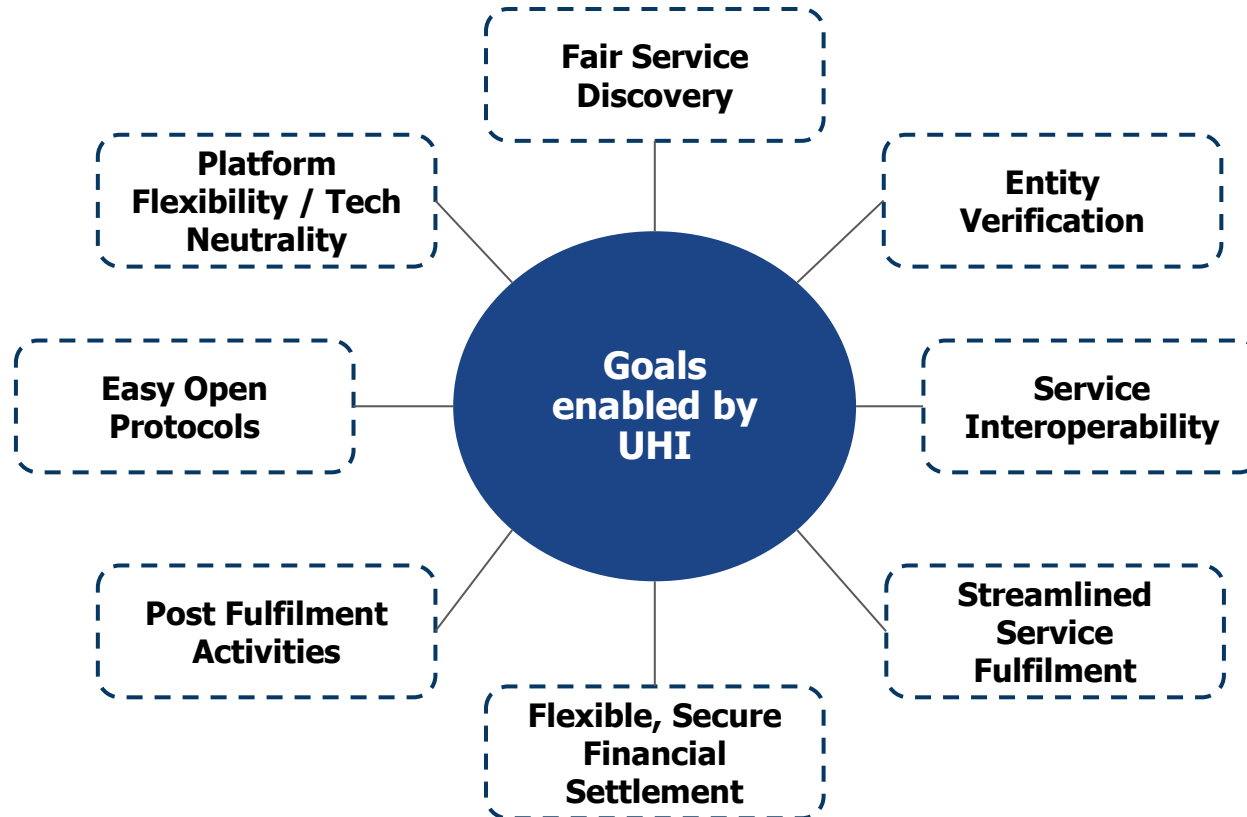 Fair Service
Discovery
Platform
Flexibility / Tech
Neutrality
Entity
Verification
Easy Open
Protocols
Goals
enabled by
UHI
Service
Interoperability
Post Fulfilment
Activities
Streamlined
Service
Fulfilment
Flexible, Secure
Financial
Settlement